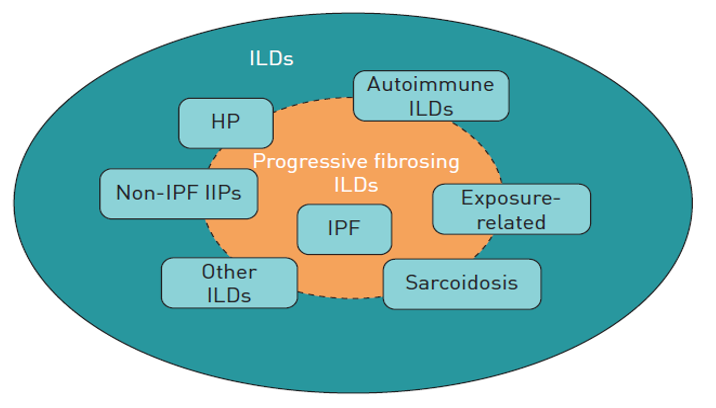 ILDs
Autoimmune
ILDs
HP
Progressive fibrosing
ILDs
Non-IPF IIPs
Exposure-
related
IPF
Other
ILDs
Sarcoidosis